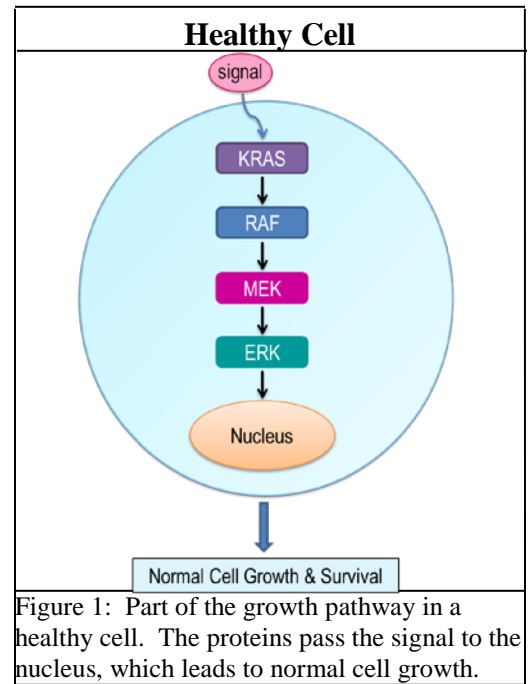 Healthy Cell
signal
KRAS
RAF
MEK
ERK
Nucleus
Normal Cell Growth & Survival
Figure 1:  Part of the growth pathway in a
healthy cell.  The proteins pass the signal to the
nucleus, which leads to normal cell growth.